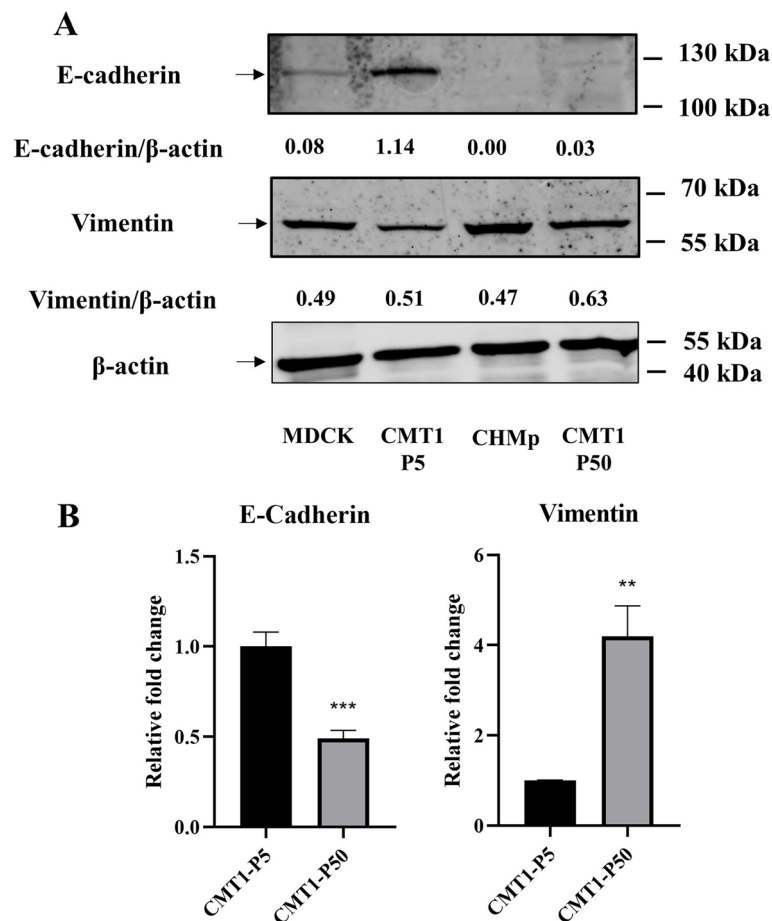 A
E-cadherin
130 kDa
100 kDa
E-cadherin/β-actin 0.08 1.14 0.00 0.03
Vimentin
70 kDa
55 kDa
Vimentin/β-actin 0.49 0.51 0.47 0.63
β-actin
55 kDa
40 kDa
MDCK CMT1 CHMp CMT1
P5 P50
B
E-Cadherin
Relative fold change
1.5
1.0
0.5
0.0
***
CMT1-P5
CMT1-P50
Vimentin
Relative fold change
6
4
2
0
**
CMT1-P5
CMT1-P50